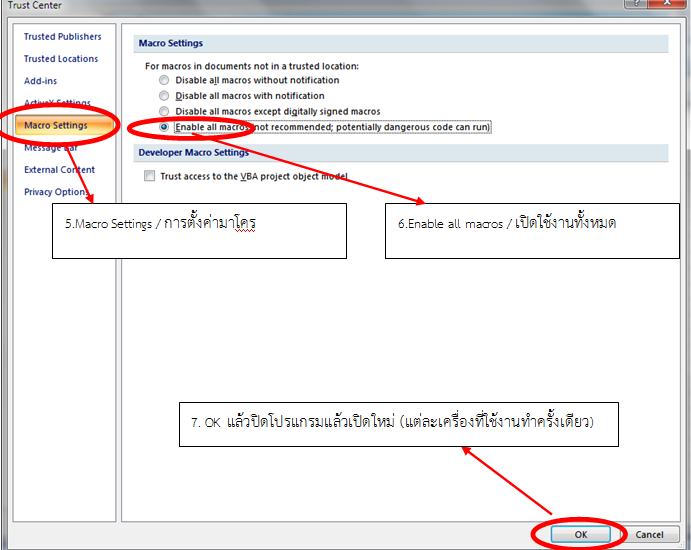 Trust Center
Trusted Publishers
Trusted Locations
Add-ins
ActiveX Settings
Macro Settings
Message Bar
External Content
Privacy Options
Macro Settings
For macros in documents not in a trusted location:
Disable all macros without notification
Disable all macros with notification
Disable all macros except digitally signed macros
Enable all macros (not recommended; potentially dangerous code can run)
Developer Macro Settings
Trust access to the VBA project object model
5.Macro Settings / การตั้งค่ามาโคร
6.Enable all macros / เปิดใช้งานทั้งหมด
7. OK แล้วปิดโปรแกรมแล้วเปิดใหม่ (แต่ละเครื่องที่ใช้งานทำครั้งเดียว)
OK
Cancel